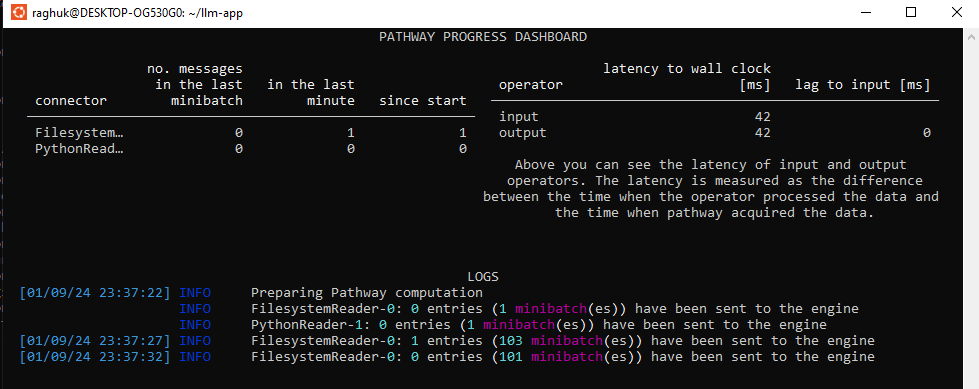 raghuk@DESKTOP-OG530G0: ~/llm-app
PATHWAY PROGRESS DASHBOARD
no. messages
in the last in the last
connector minibatch minute since start
Filesystem… 0 1 1
PythonRead… 0 0 0
latency to wall clock
operator [ms] lag to input [ms]
input 42
output 42 0
Above you can see the latency of input and output
operators. The latency is measured as the difference
between the time when the operator processed the data and
the time when pathway acquired the data.
LOGS
[01/09/24 23:37:22] INFO Preparing Pathway computation
INFO FilesystemReader-0: 0 entries (1 minibatch(es)) have been sent to the engine
INFO PythonReader-1: 0 entries (1 minibatch(es)) have been sent to the engine
[01/09/24 23:37:27] INFO FilesystemReader-0: 1 entries (103 minibatch(es)) have been sent to the engine
[01/09/24 23:37:32] INFO FilesystemReader-0: 0 entries (101 minibatch(es)) have been sent to the engine